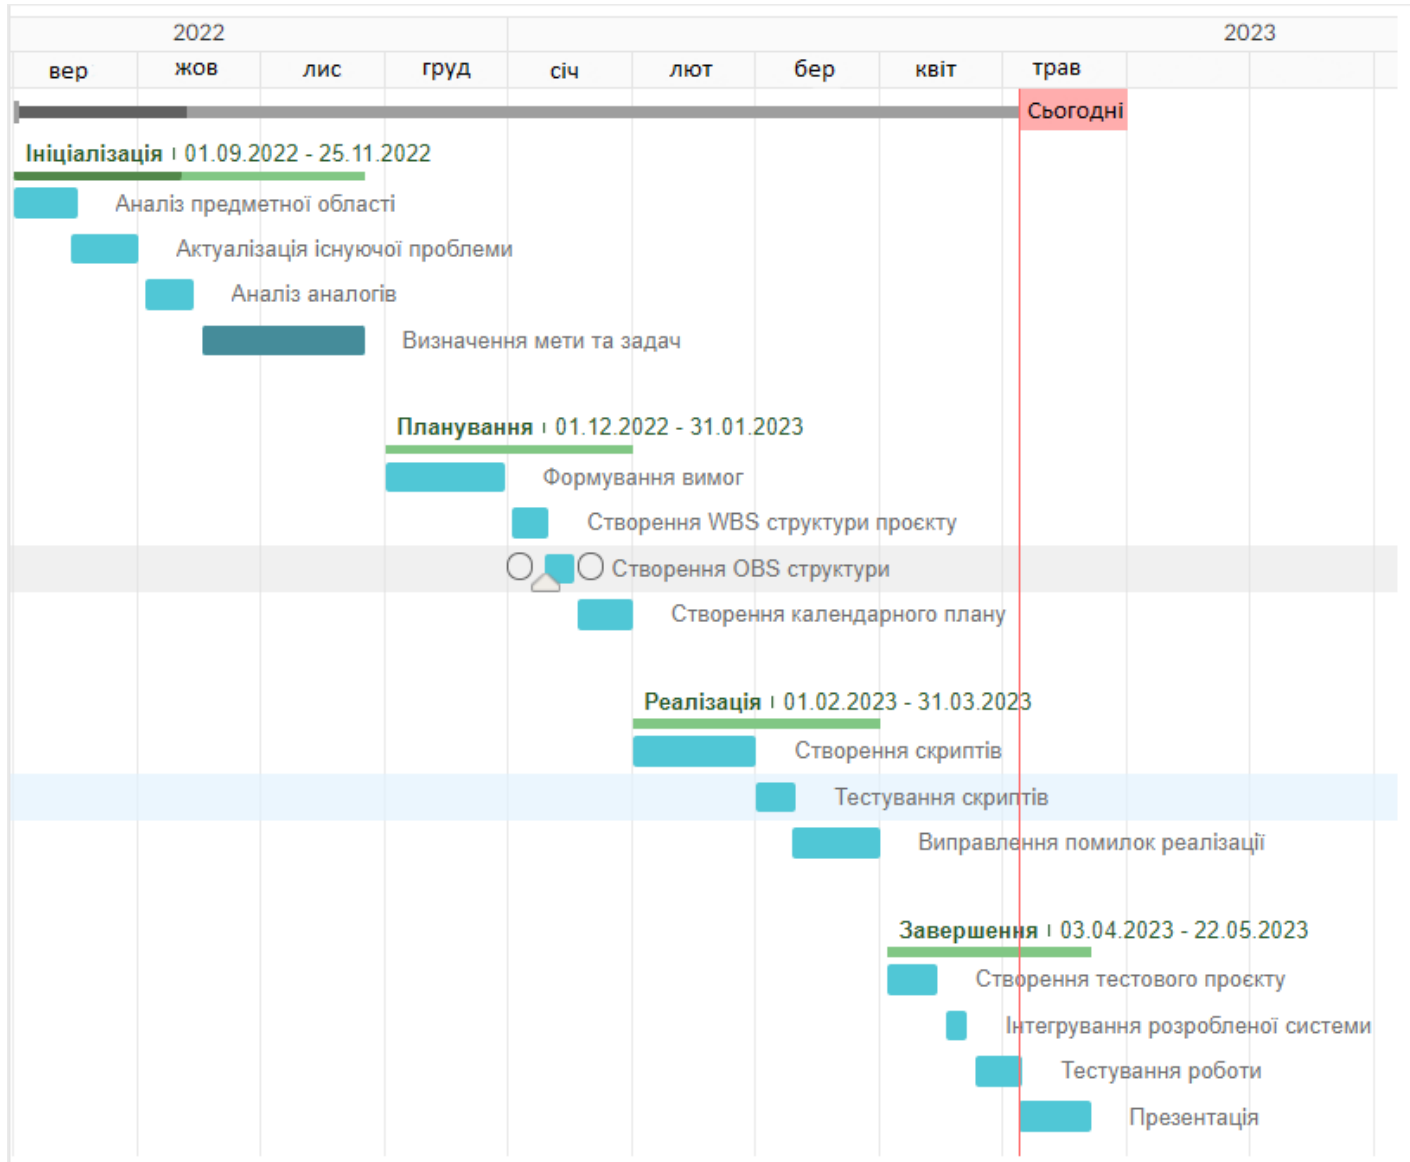 2022 2023
вер жов лис груд січ лют бер квіт трав
Сьогодні
Ініціалізація 01.09.2022 - 25.11.2022
Аналіз предметної області
Актуалізація існуючої проблеми
Аналіз аналогів
Визначення мети та задач
Планування 01.12.2022 - 31.01.2023
Формування вимог
Створення WBS структури проєкту
Створення OBS структури
Створення календарного плану
Реалізація 01.02.2023 - 31.03.2023
Створення скриптів
Тестування скриптів
Виправлення помилок реалізації
Завершення 03.04.2023 - 22.05.2023
Створення тестового проєкту
Інтегрування розробленої системи
Тестування роботи
Презентація